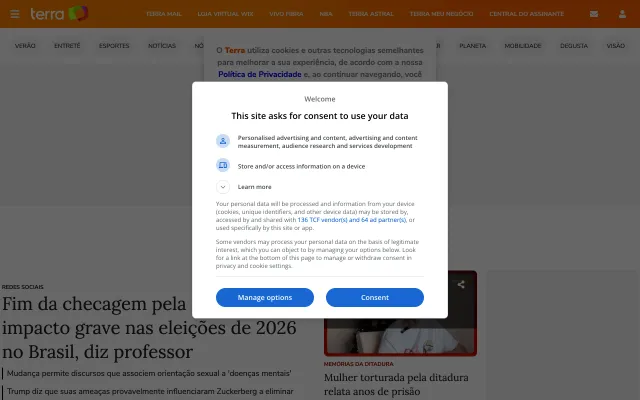 terra
TERRA MAIL
LOJA VIRTUAL WIS
VIVO FIBRA
NBA
TERRA ASTRAL
TERRA MEU NEGÓCIO
CENTRAL DO ASSINANTE
VERÃO
ENTRETÊ
ESPORTES
NOTÍCIAS
PLANETA
MOBILIDADE
DEGUSTA
VISÃO
O Terra utiliza cookies e outras tecnologias semelhantes
para melhorar a sua experiência, de acordo com a nossa
Política de Privacidade e, ao continuar navegando, você
Welcome
This site asks for consent to use your data
Personalised advertising and content, advertising and content
measurement, audience research and services development
Store and/or access information on a device
Learn more
Your personal data will be processed and information from your device
(cookies, unique identifiers, and other device data) may be stored by,
accessed by and shared with 136 TCF vendor(s) and 64 ad partner(s), or
used specifically by this site or app.
Some vendors may process your personal data on the basis of legitimate
interest, which you can object to by managing your options below. Look
for a link at the bottom of this page to manage or withdraw consent in
privacy and cookie settings.
Manage options
Consent
REDES SOCIAIS
Fim da checagem pela
impacto grave nas eleições de 2026
no Brasil, diz professor
Mudança permite discursos que associem orientação sexual a 'doenças mentais'
Trump diz que suas ameaças provavelmente influenciaram Zuckerberg a eliminar
MEMÓRIAS DA DITADURA
Mulher torturada pela ditadura
relata anos de prisão